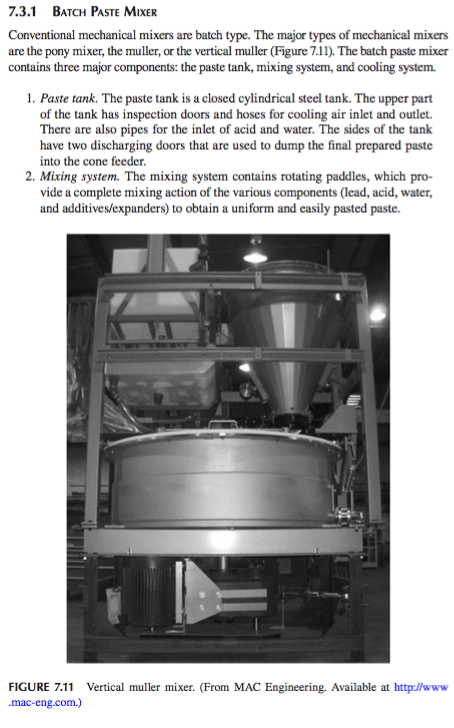 7.3.1 Batch Paste Mixer
Conventional mechanical mixers are batch type. The major types of mechanical mixers
are the pony mixer, the muller, or the vertical muller (Figure 7.11). The batch paste mixer
contains three major components: the paste tank, mixing system, and cooling system.
1. Paste tank. The paste tank is a closed cylindrical steel tank. The upper part
of the tank has inspection doors and hoses for cooling air inlet and outlet.
There are also pipes for the inlet of acid and water. The sides of the tank
have two discharging doors that are used to dump the final prepared paste
into the cone feeder.
2. Mixing system. The mixing system contains rotating paddles, which pro-
vide a complete mixing action of the various components (lead, acid, water,
and additives/expanders) to obtain a uniform and easily pasted paste.
FIGURE 7.11 Vertical muller mixer. (From MAC Engineering. Available at http://www
.mac-eng.com.)